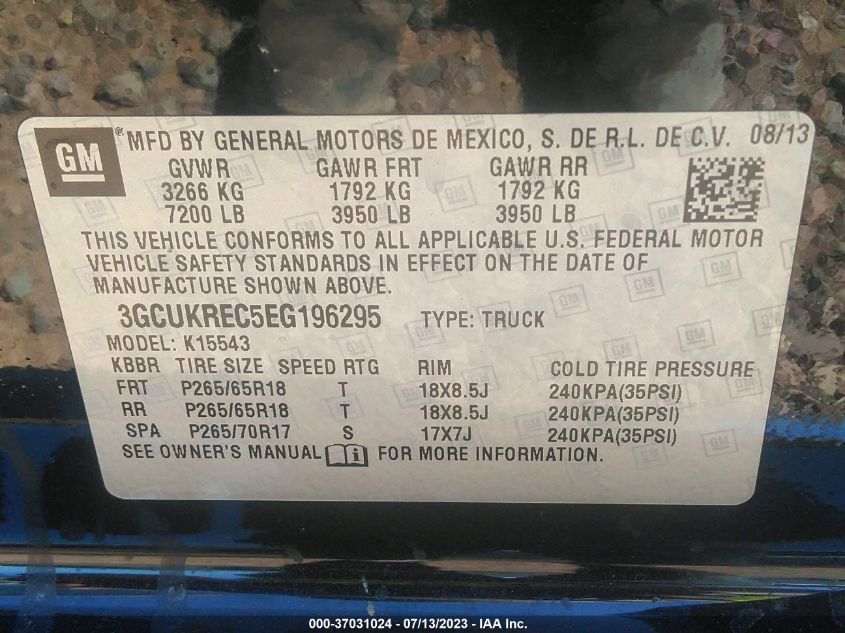 GM® MFD BY GENERAL MOTORS DE MEXICO, S. DE R.L. DE C.V. 08/13
GVWR GAWR FRT GAWR RR
3266 KG 1792 KG 1792 KG
7200 LB 3950 LB 3950 LB
THIS VEHICLE CONFORMS TO ALL APPLICABLE U.S. FEDERAL MOTOR
VEHICLE SAFETY STANDARDS IN EFFECT ON THE DATE OF
MANUFACTURE SHOWN ABOVE.
3GCUKREC5EG196295 TYPE: TRUCK
MODEL: K15543
KBBR TIRE SIZE SPEED RTG RIM COLD TIRE PRESSURE
FRT P265/65R18 T 18X8.5J 240KPA(35PSI)
RR P265/65R18 T 18X8.5J 240KPA(35PSI)
SPA P265/70R17 S 17X7J 240KPA(35PSI)
SEE OWNER'S MANUAL i FOR MORE INFORMATION.
000-37031024 - 07/13/2023 - IAA Inc.